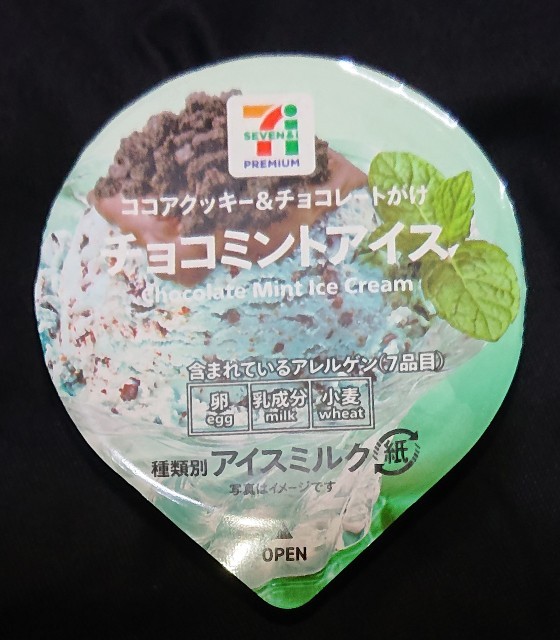 SEVEN&i
PREMIUM
ココアクッキー&チョコレートがけ
チョコミントアイス
Chocolate Mint Ice Cream
含まれているアレルゲン(7品目)
卵 乳成分 小麦
egg milk wheat
種類別 アイスミルク 紙
写真はイメージです
OPEN